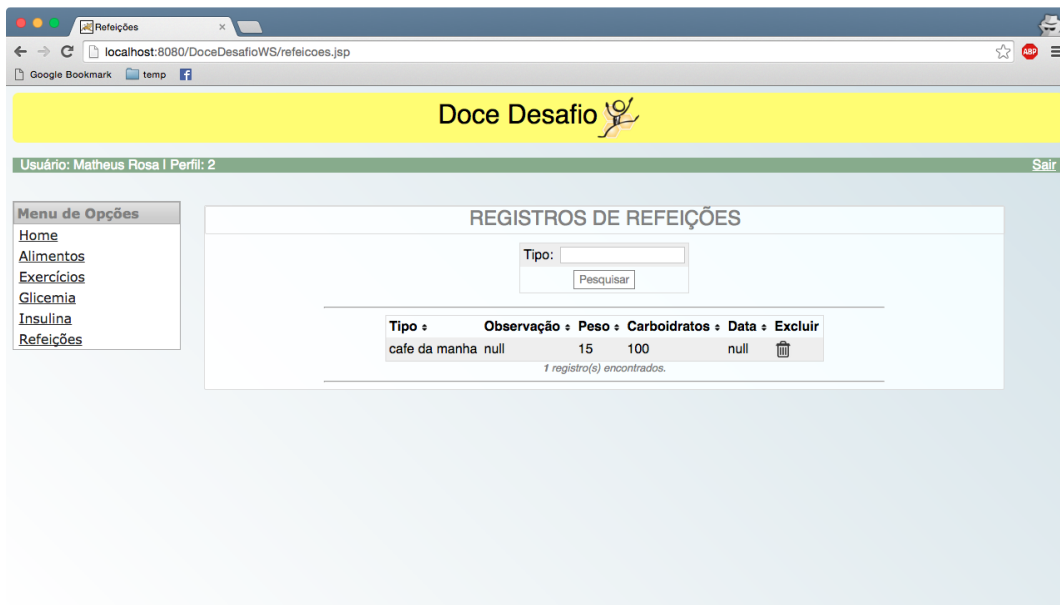 Refeições
localhost:8080/DoceDesafioWS/refeicoes.jsp
ABP
Google Bookmark temp f
Doce Desafio
Usuário: Matheus Rosa | Perfil: 2 Sair
Menu de Opções
Home
Alimentos
Exercícios
Glicemia
Insulina
Refeições
REGISTROS DE REFEIÇÕES
Tipo:
Pesquisar
Tipo Observação Peso Carboidratos Data Excluir
cafe da manha null 15 100 null
1 registro(s) encontrados.